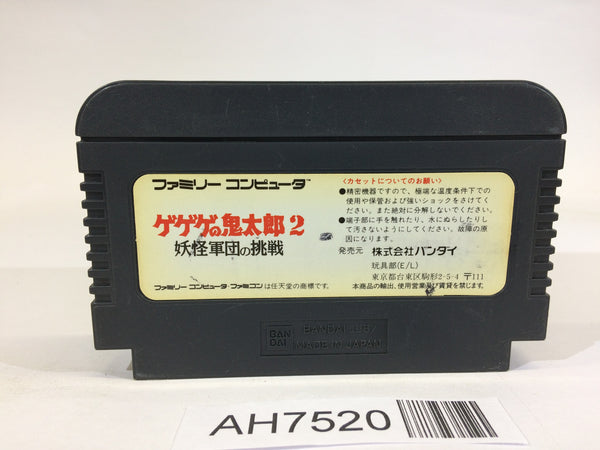 ファミリー コンピュータ™
ゲゲゲの鬼太郎2
妖怪軍団の挑戦
ファミリー コンピュータ・ファミコンは任天堂の商標です。
〈カセットについてのお願い〉
●精密機器ですので、極端な温度条件下での
使用や保管および強いショックをさけてく
ださい。また絶対に分解しないでください。
●端子部に手を触れたり、水にぬらしたりし
て汚さないようにしてください。故障の原
因になります。
発売元 株式会社バンダイ
玩具部(E/L)
東京都台東区駒形2-5-4 〒111
本商品の輸出、使用営業及び賃貸を禁じます。
BAN
DAI
BANDAI
MADE IN JAPAN
AH7520